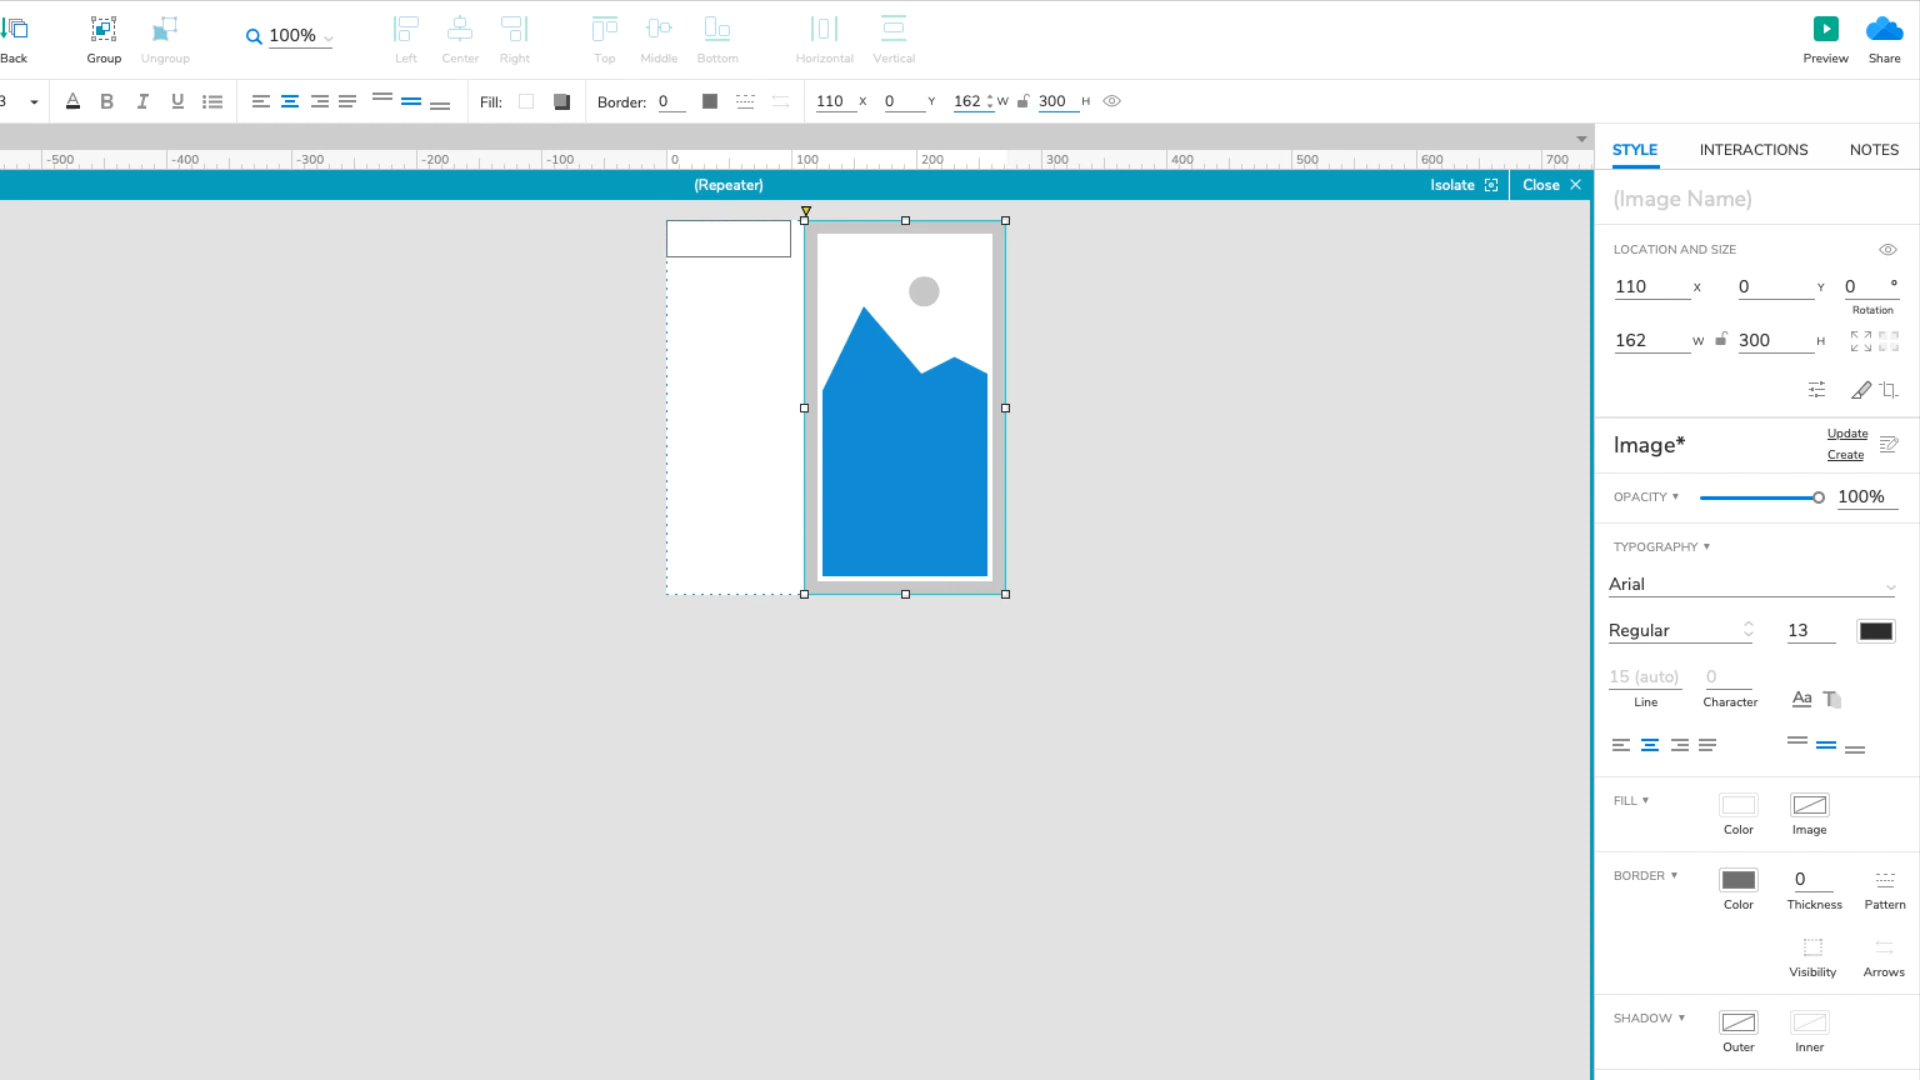 Back
Group
Ungroup
100%
Left
Center
Right
Top
Middle
Bottom
Horizontal
Vertical
Preview
Share
3
A
B
I
U
Fill:
Border:
0
110 X
0 Y
162 W
300 H
-500
-400
-300
-200
-100
0
100
200
300
400
500
600
700
STYLE
INTERACTIONS
NOTES
(Repeater)
Isolate
Close
(Image Name)
LOCATION AND SIZE
110 X
0 Y
0 °
Rotation
162 W
300 H
Image*
Update
Create
OPACITY
100%
TYPOGRAPHY
Arial
Regular
13
15 (auto)
0
Line
Character
Aa
T
FILL
Color
Image
BORDER
0
Color
Thickness
Pattern
Visibility
Arrows
SHADOW
Outer
Inner